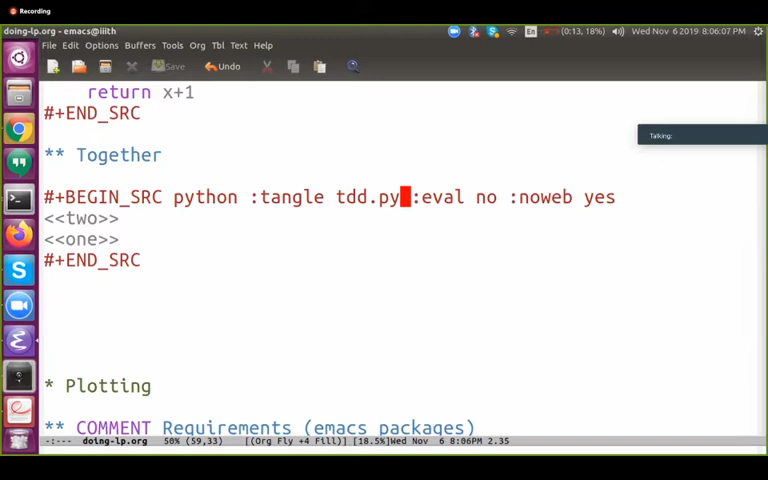 Recording
doing-lp.org - emacs@iiith
En
(0:13, 18%)
Wed Nov 6 2019 8:06:07 PM
File Edit Options Buffers Tools Org Tbl Text Help
Save
Undo
return x+1
#+END_SRC
Talking:
** Together
#+BEGIN_SRC python :tangle tdd.py :eval no :noweb yes
<<two>>
<<one>>
#+END_SRC
* Plotting
** COMMENT Requirements (emacs packages)
-:--- doing-lp.org 50% (59,33) [(Org Fly +4 Fill)] [18.5%]Wed Nov 6 8:06PM 2.35